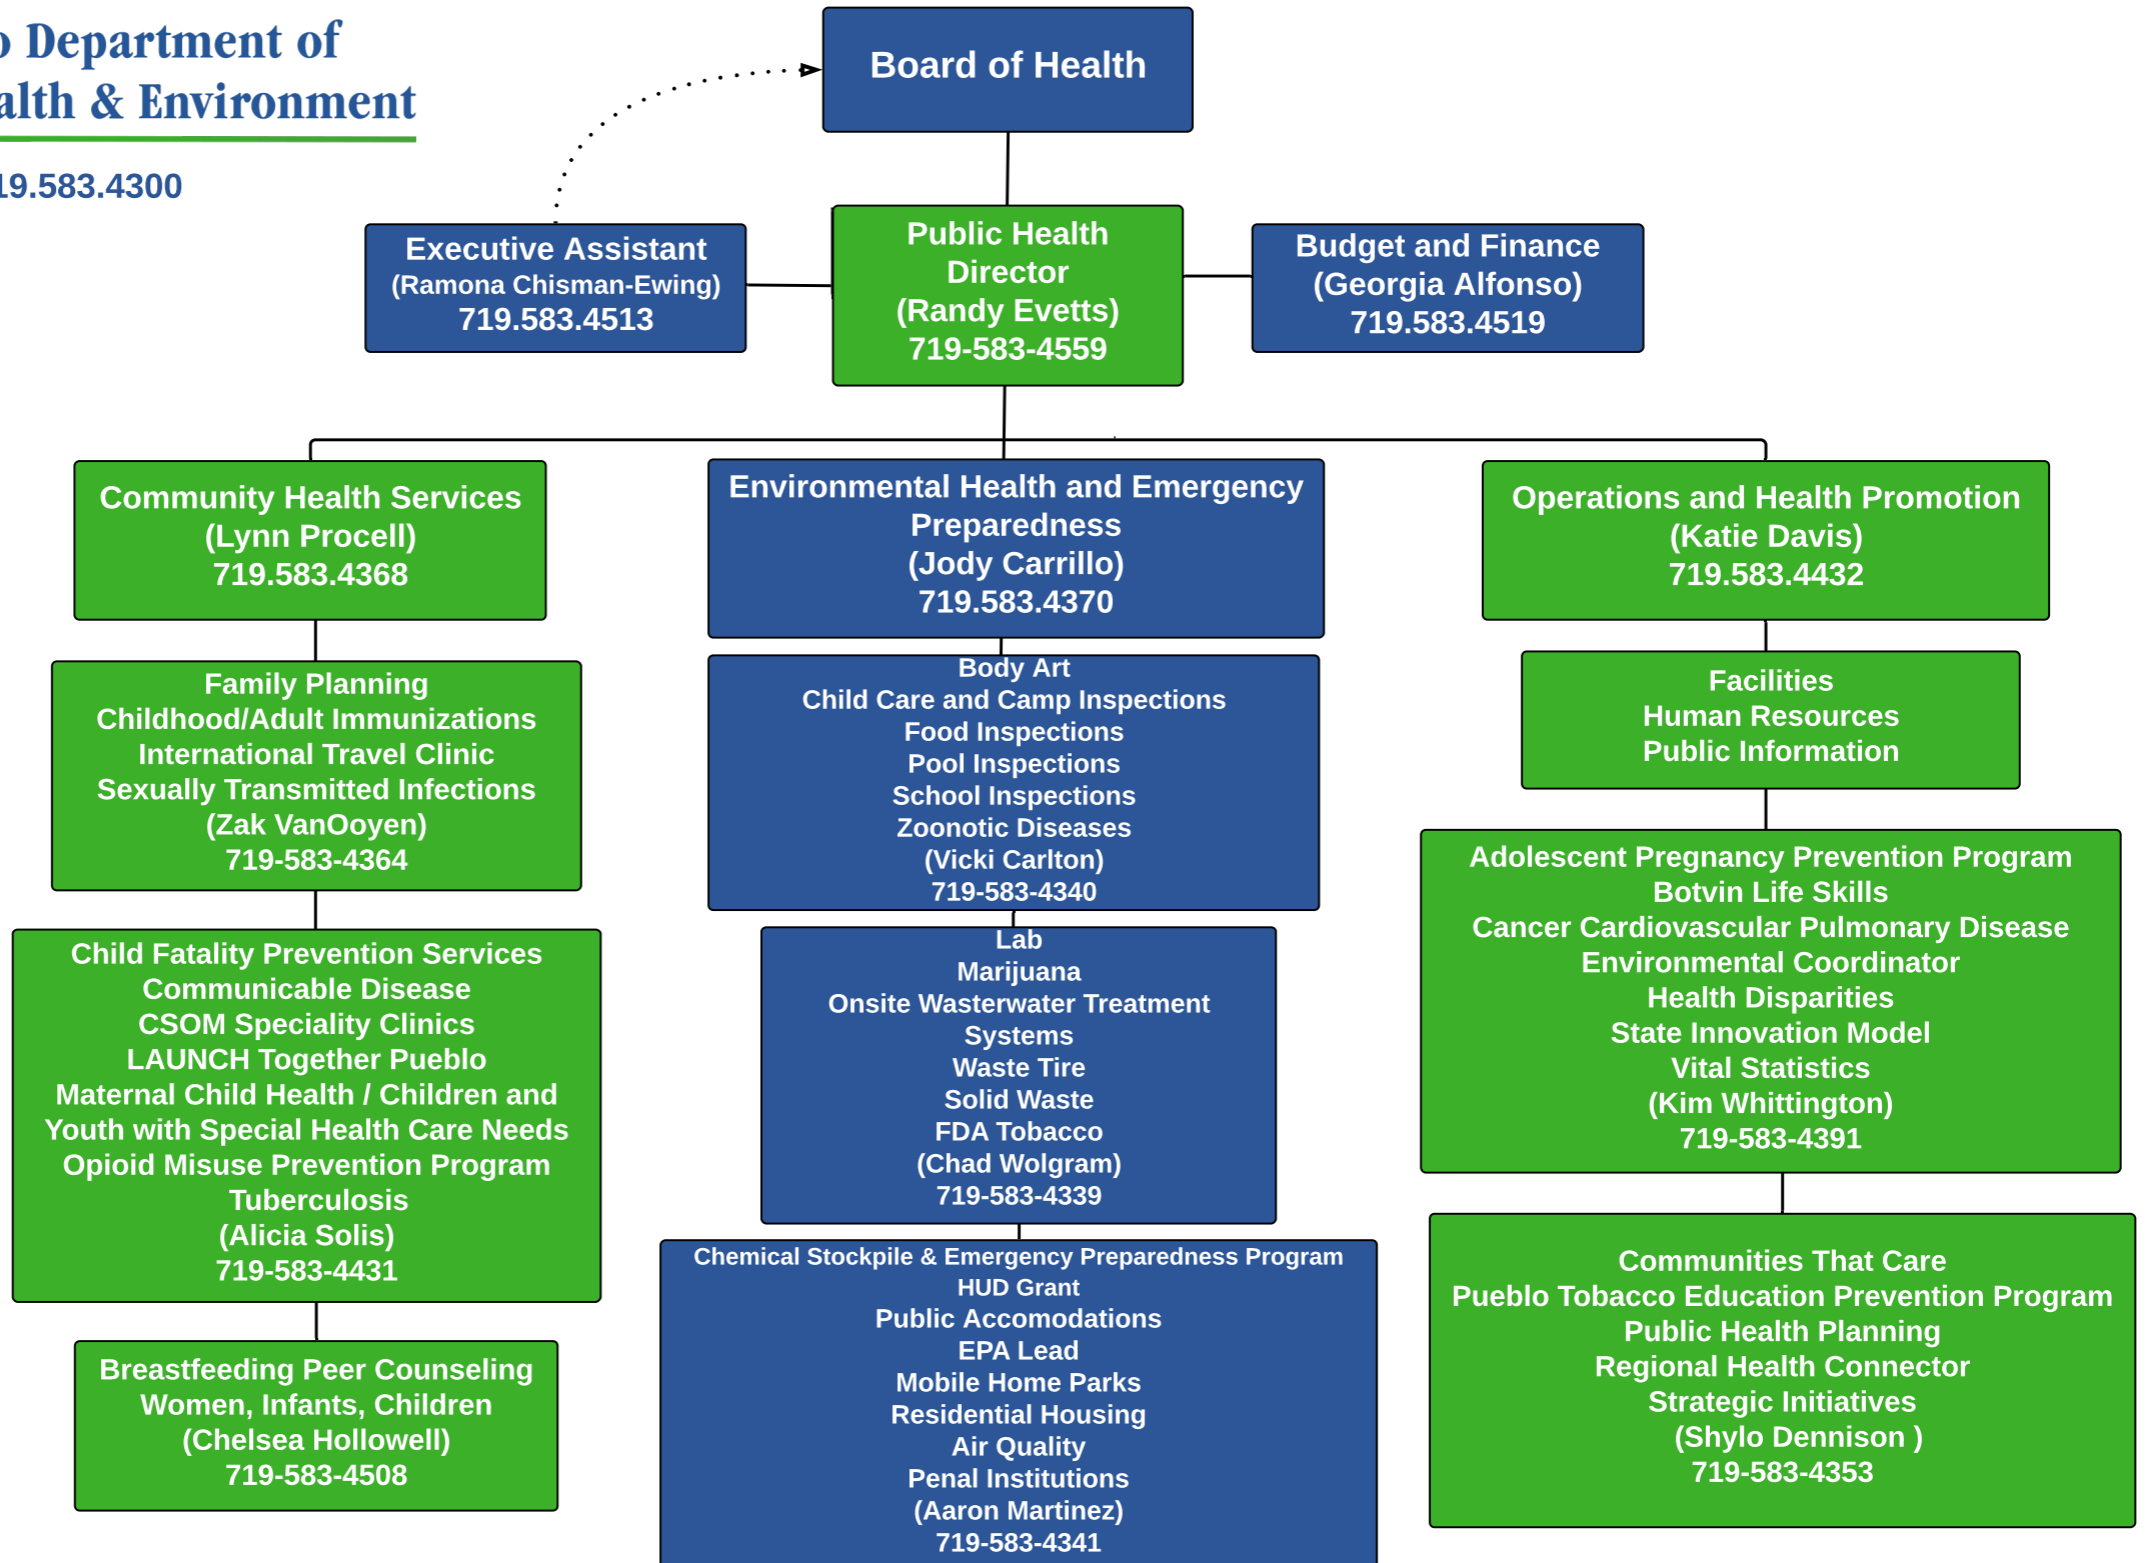 Department of
& Environment
19.583.4300
Board of Health
Executive Assistant
(Ramona Chisman-Ewing)
719.583.4513
Public Health
Director
(Randy Evetts)
719-583-4559
Budget and Finance
(Georgia Alfonso)
719.583.4519
Community Health Services
(Lynn Procell)
719.583.4368
Family Planning
Childhood/Adult Immunizations
International Travel Clinic
Sexually Transmitted Infections
(Zak VanOoyen)
719-583-4364
Child Fatality Prevention Services
Communicable Disease
CSOM Speciality Clinics
LAUNCH Together Pueblo
Maternal Child Health / Children and
Youth with Special Health Care Needs
Opioid Misuse Prevention Program
Tuberculosis
(Alicia Solis)
719-583-4431
Breastfeeding Peer Counseling
Women, Infants, Children
(Chelsea Hollowell)
719-583-4508
Environmental Health and Emergency
Preparedness
(Jody Carrillo)
719.583.4370
Body Art
Child Care and Camp Inspections
Food Inspections
Pool Inspections
School Inspections
Zoonotic Diseases
(Vicki Carlton)
719-583-4340
Lab
Marijuana
Onsite Wasterwater Treatment
Systems
Waste Tire
Solid Waste
FDA Tobacco
(Chad Wolgram)
719-583-4339
Chemical Stockpile & Emergency Preparedness Program
HUD Grant
Public Accomodations
EPA Lead
Mobile Home Parks
Residential Housing
Air Quality
Penal Institutions
(Aaron Martinez)
719-583-4341
Operations and Health Promotion
(Katie Davis)
719.583.4432
Facilities
Human Resources
Public Information
Adolescent Pregnancy Prevention Program
Botvin Life Skills
Cancer Cardiovascular Pulmonary Disease
Environmental Coordinator
Health Disparities
State Innovation Model
Vital Statistics
(Kim Whittington)
719-583-4391
Communities That Care
Pueblo Tobacco Education Prevention Program
Public Health Planning
Regional Health Connector
Strategic Initiatives
(Shylo Dennison )
719-583-4353